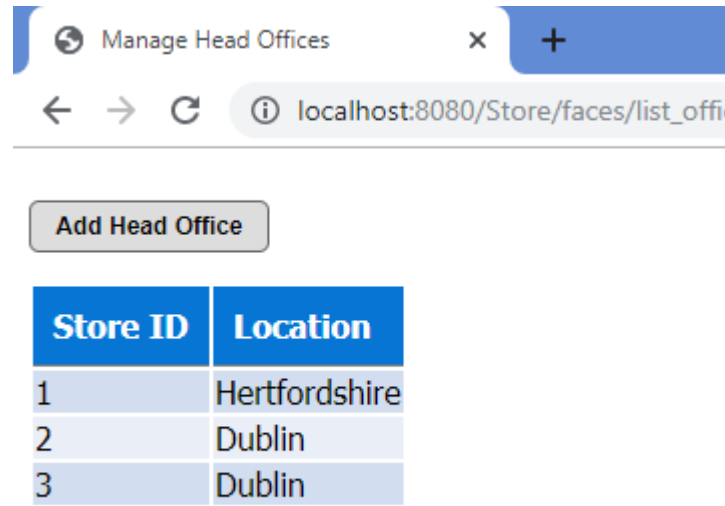 Manage Head Offices
localhost:8080/Store/faces/list_offi
Add Head Office
Store ID Location
1 Hertfordshire
2 Dublin
3 Dublin